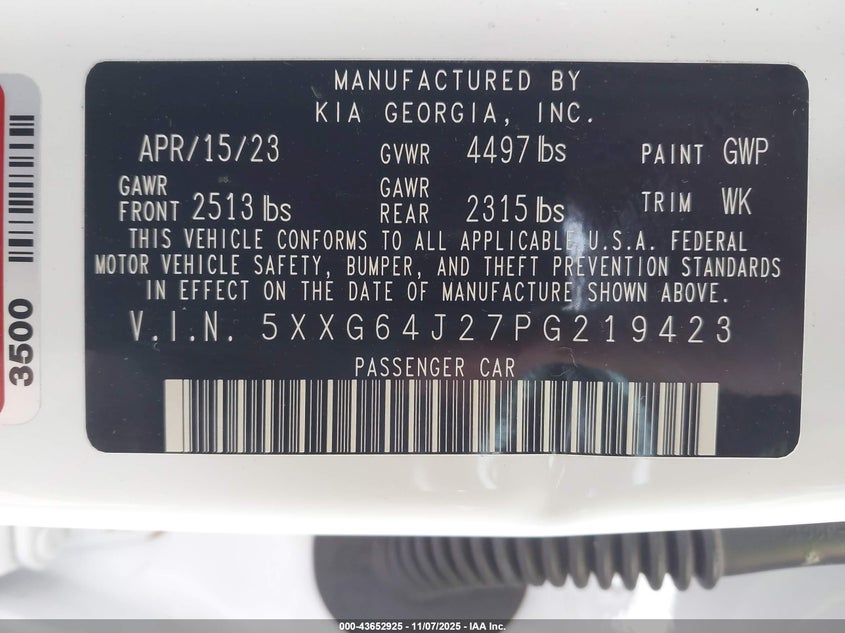 MANUFACTURED BY
KIA GEORGIA, INC.
APR/15/23 GVWR 4497 lbs PAINT GWP
GAWR FRONT 2513 lbs GAWR REAR 2315 lbs TRIM WK
THIS VEHICLE CONFORMS TO ALL APPLICABLE U.S.A. FEDERAL
MOTOR VEHICLE SAFETY, BUMPER, AND THEFT PREVENTION STANDARDS
IN EFFECT ON THE DATE OF MANUFACTURE SHOWN ABOVE.
V.I.N. 5XXG64J27PG219423
PASSENGER CAR
3500
000-43652925 - 11/07/2025 - IAA Inc.